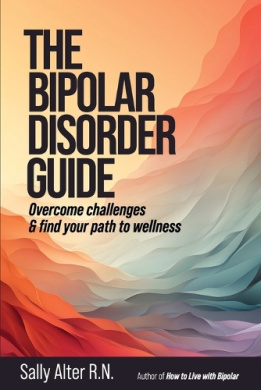 THE
BIPOLAR
DISORDER
GUIDE
Overcome challenges
& find your path to wellness
Sally Alter R.N.
Author of How to Live with Bipolar